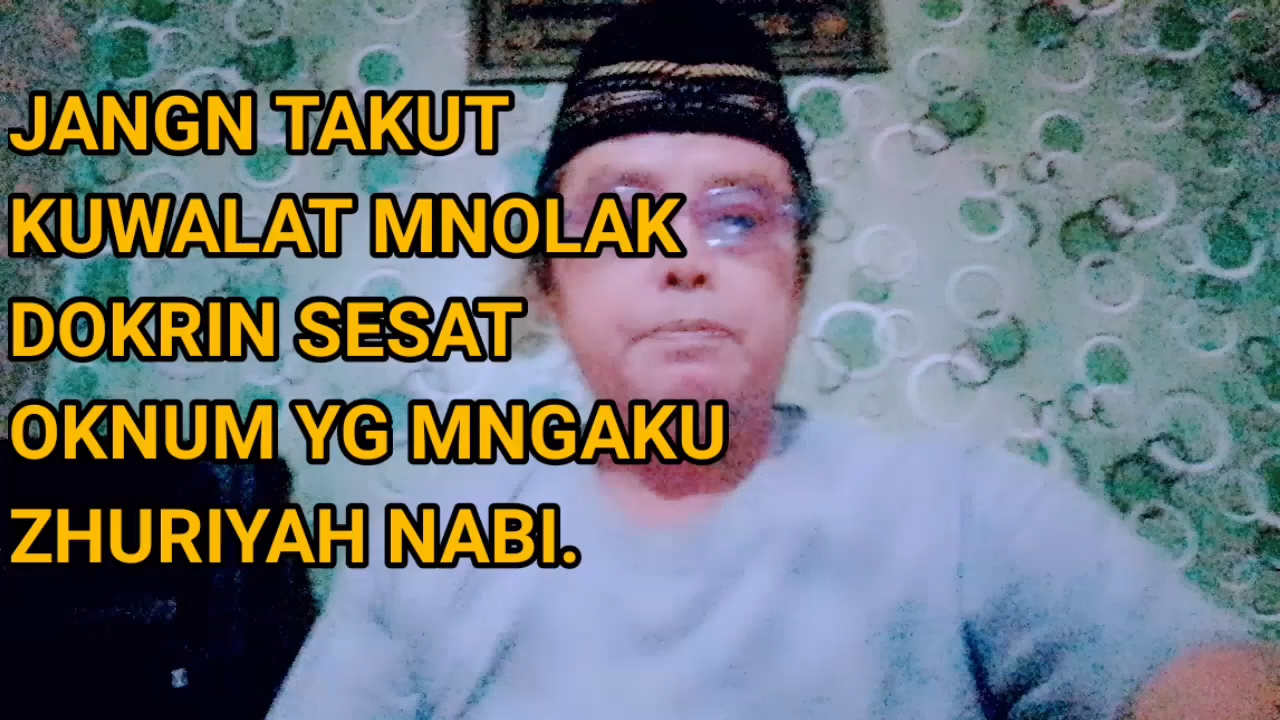 JANGN TAKUT
KUWALAT MNOLAK
DOKRIN SESAT
OKNUM YG MNGAKU
ZHURIYAH NABI.